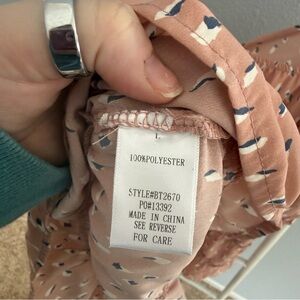 L
100%POLYESTER
STYLE#BT2670
PO#13392
MADE IN CHINA
SEE REVERSE
FOR CARE